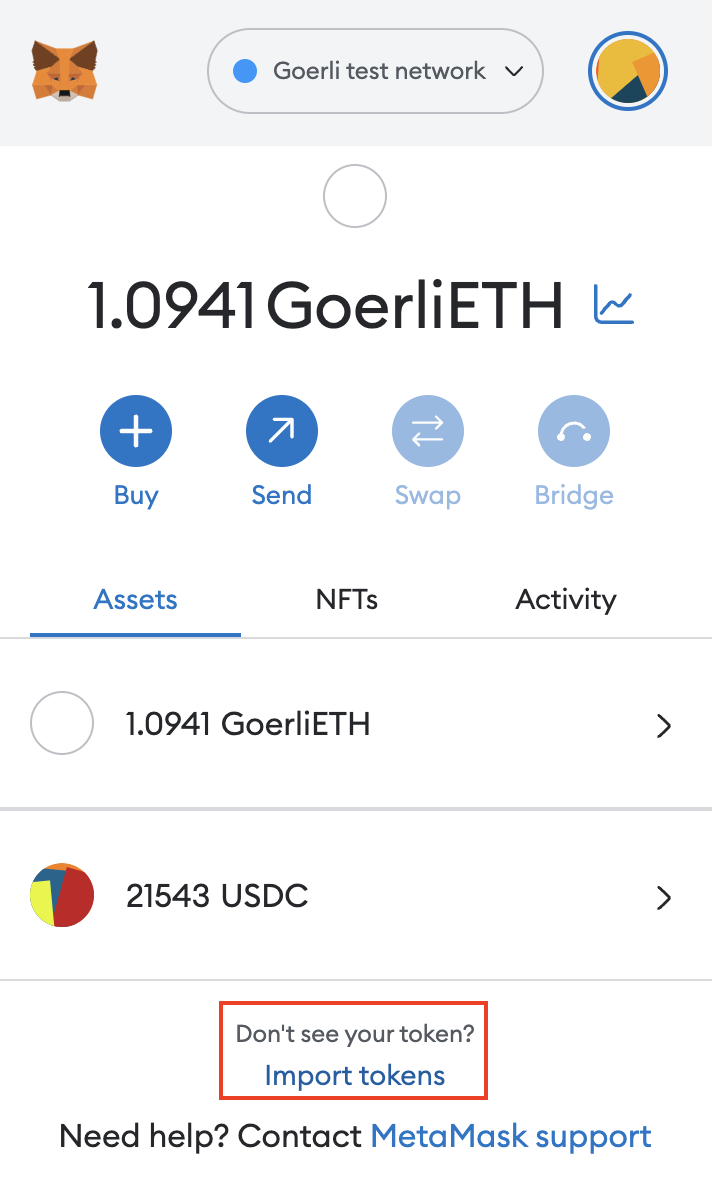 Goerli test network
1.0941 GoerliETH
Buy
Send
Swap
Bridge
Assets
NFTs
Activity
1.0941 GoerliETH
21543 USDC
Don't see your token?
Import tokens
Need help? Contact MetaMask support